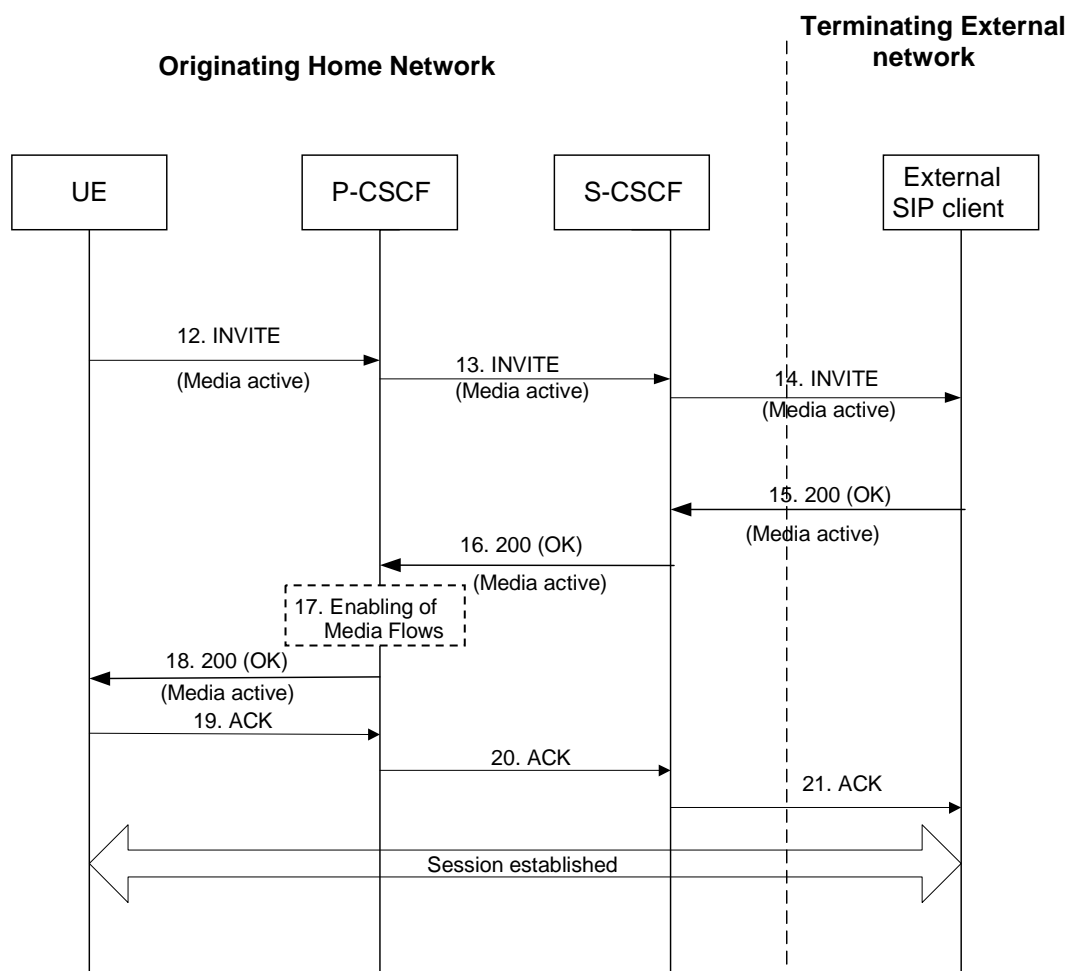 Terminating External
network
Originating Home Network
UE
P-CSCF
S-CSCF
External
SIP client
12. INVITE
(Media active)
13. INVITE
(Media active)
14. INVITE
(Media active)
15. 200 (OK)
(Media active)
16. 200 (OK)
(Media active)
17. Enabling of
Media Flows
18. 200 (OK)
(Media active)
19. ACK
20. ACK
21. ACK
Session established